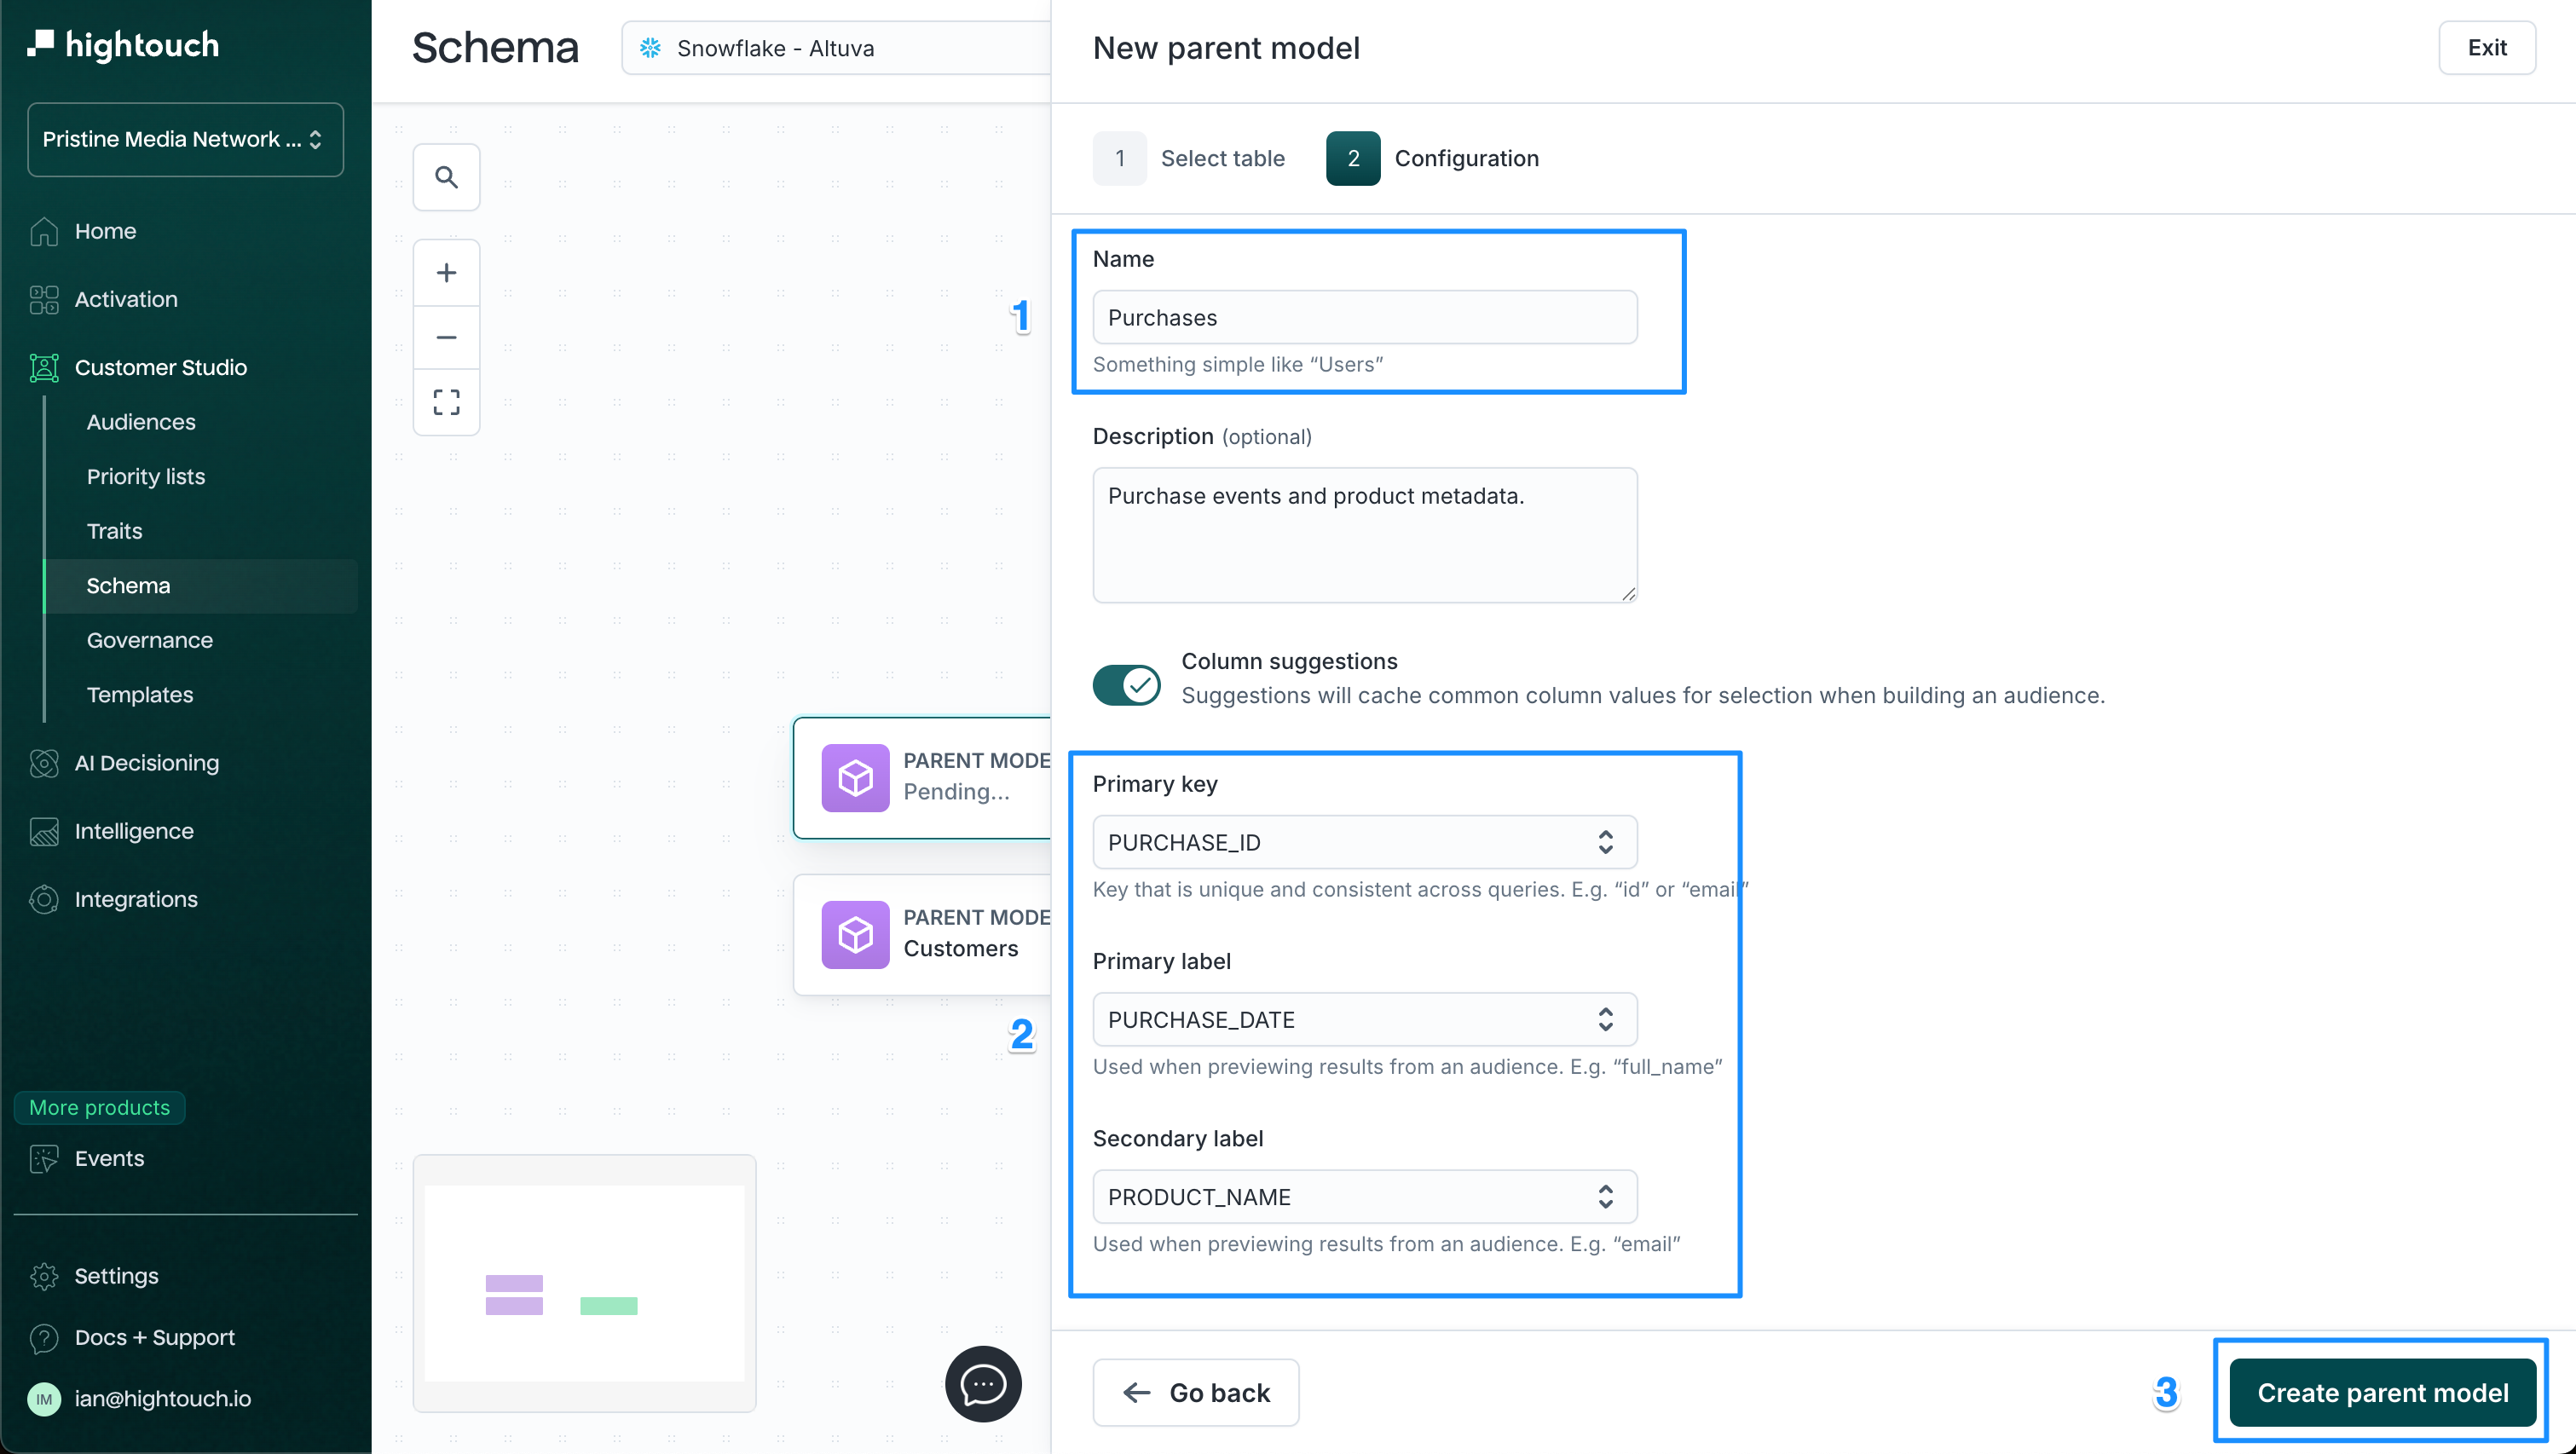 hightouch
Pristine Media Network ...
Home
Activation
Customer Studio
Audiences
Priority lists
Traits
Schema
Governance
Templates
AI Decisioning
Intelligence
Integrations
More products
Events
Settings
Docs + Support
IM
ian@hightouch.io
Schema
Snowflake - Altuva
PARENT MODE
Pending...
PARENT MODE
Customers
New parent model
Exit
1 Select table
2 Configuration
1
Name
Purchases
Something simple like “Users”
Description (optional)
Purchase events and product metadata.
Column suggestions
Suggestions will cache common column values for selection when building an audience.
2
Primary key
PURCHASE_ID
Key that is unique and consistent across queries. E.g. “id” or “email”
Primary label
PURCHASE_DATE
Used when previewing results from an audience. E.g. “full_name”
Secondary label
PRODUCT_NAME
Used when previewing results from an audience. E.g. “email”
Go back
3
Create parent model